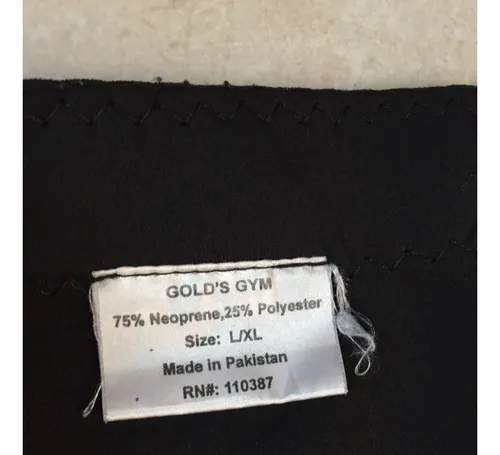 GOLD'S GYM
75% Neoprene,25% Polyester
Size: L/XL
Made in Pakistan
RN#: 110387